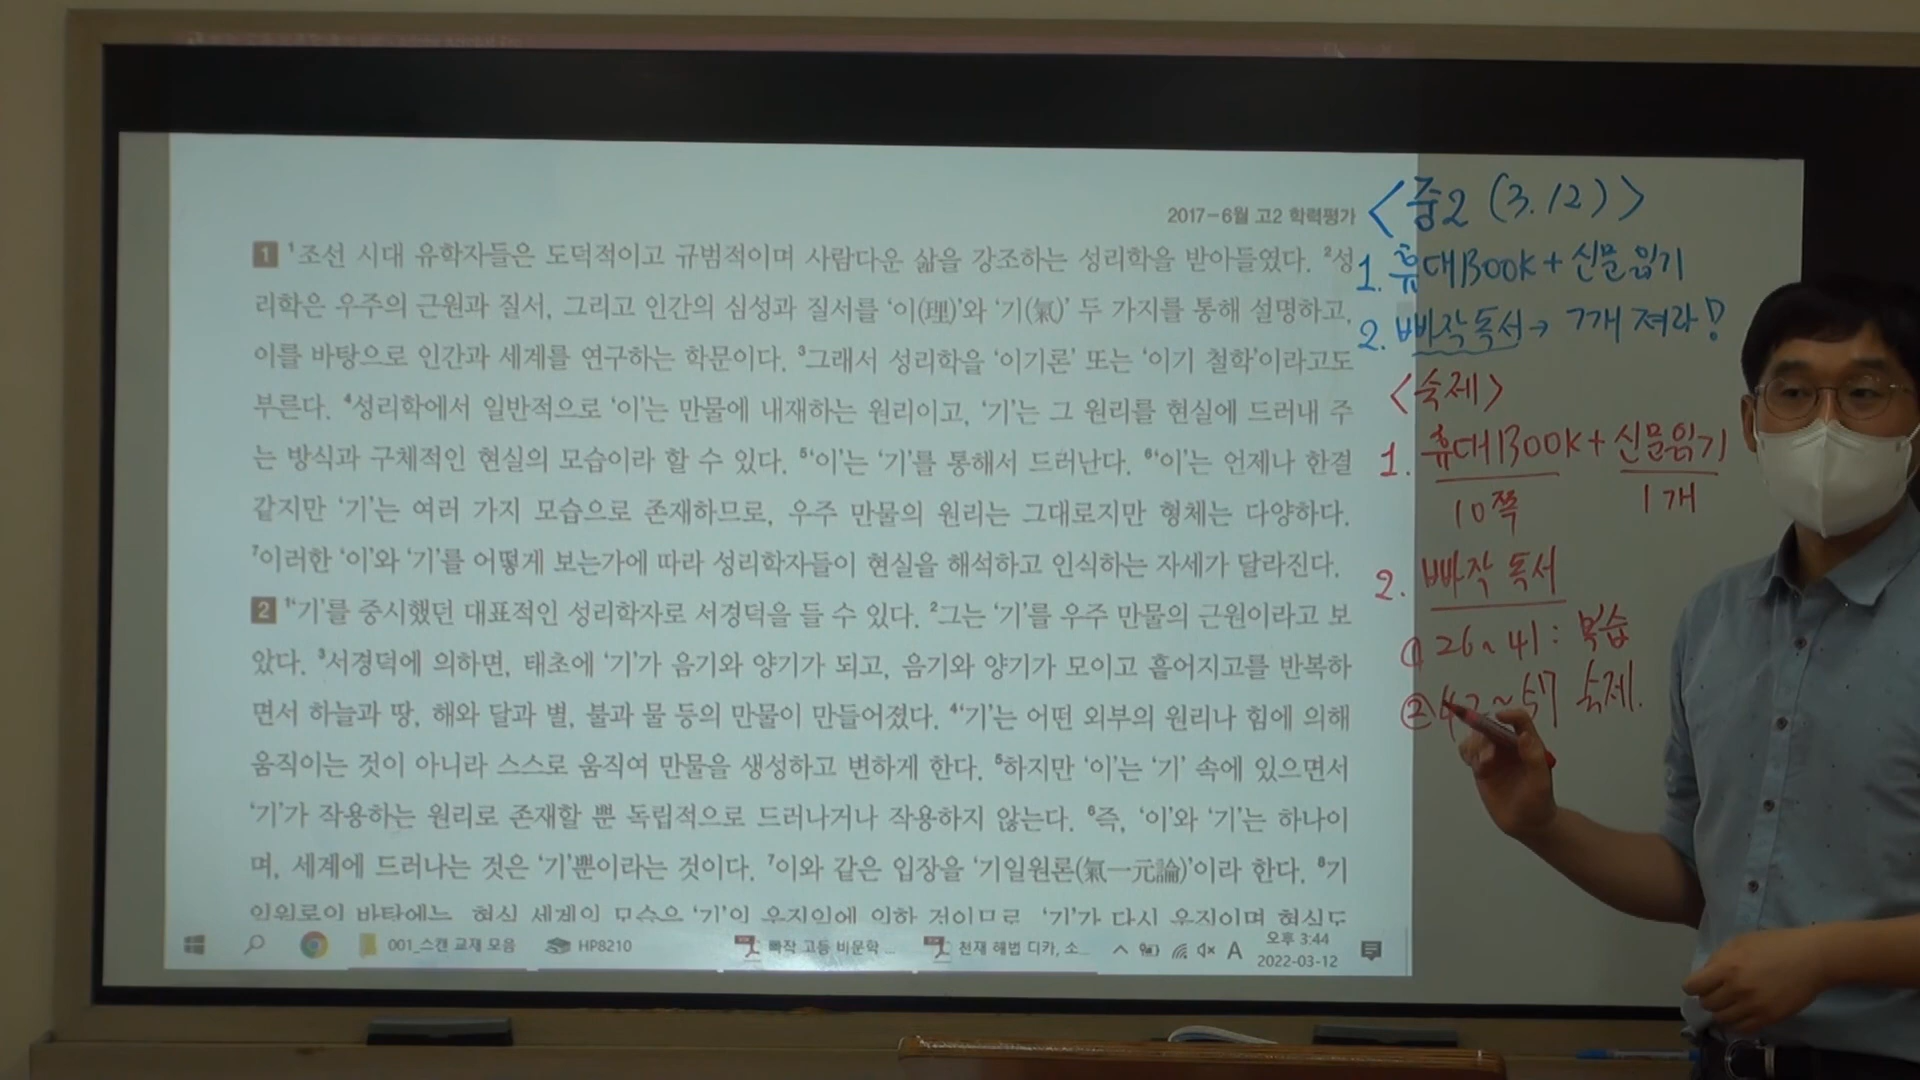 2017-6월 고2 학력평가
1 ¹조선 시대 유학자들은 도덕적이고 규범적이며 사람다운 삶을 강조하는 성리학을 받아들였다. ²성
리학은 우주의 근원과 질서, 그리고 인간의 심성과 질서를 ‘이(理)’와 ‘기(氣)’ 두 가지를 통해 설명하고,
이를 바탕으로 인간과 세계를 연구하는 학문이다. ³그래서 성리학을 ‘이기론’ 또는 ‘이기 철학’이라고도
부른다. ⁴성리학에서 일반적으로 ‘이’는 만물에 내재하는 원리이고, ‘기’는 그 원리를 현실에 드러내 주
는 방식과 구체적인 현실의 모습이라 할 수 있다. ⁵‘이’는 ‘기’를 통해서 드러난다. ⁶‘이’는 언제나 한결
같지만 ‘기’는 여러 가지 모습으로 존재하므로, 우주 만물의 원리는 그대로지만 형체는 다양하다.
⁷이러한 ‘이’와 ‘기’를 어떻게 보는가에 따라 성리학자들이 현실을 해석하고 인식하는 자세가 달라진다.
2 ¹‘기’를 중시했던 대표적인 성리학자로 서경덕을 들 수 있다. ²그는 ‘기’를 우주 만물의 근원이라고 보
았다. ³서경덕에 의하면, 태초에 ‘기’가 음기와 양기가 되고, 음기와 양기가 모이고 흩어지고를 반복하
면서 하늘과 땅, 해와 달과 별, 불과 물 등의 만물이 만들어졌다. ⁴‘기’는 어떤 외부의 원리나 힘에 의해
움직이는 것이 아니라 스스로 움직여 만물을 생성하고 변하게 한다. ⁵하지만 ‘이’는 ‘기’ 속에 있으면서
‘기’가 작용하는 원리로 존재할 뿐 독립적으로 드러나거나 작용하지 않는다. ⁶즉, ‘이’와 ‘기’는 하나이
며, 세계에 드러나는 것은 ‘기’뿐이라는 것이다. ⁷이와 같은 입장을 ‘기일원론(氣一元論)’이라 한다. ⁸기
001_스캔 교재 모음 HP8210 빠작 고등 비문학 ... 천재 해법 디카, 소... A 오후 3:44
2022-03-12
<중2 (3.12)>
1. 휴대BOOK + 신문읽기
2. 빠작독서 → 7개 져라!
<숙제>
1. 휴대BOOK + 신문읽기
10쪽 1개
2. 빠작 독서
① 26~41: 복습
② ~57 숙제.